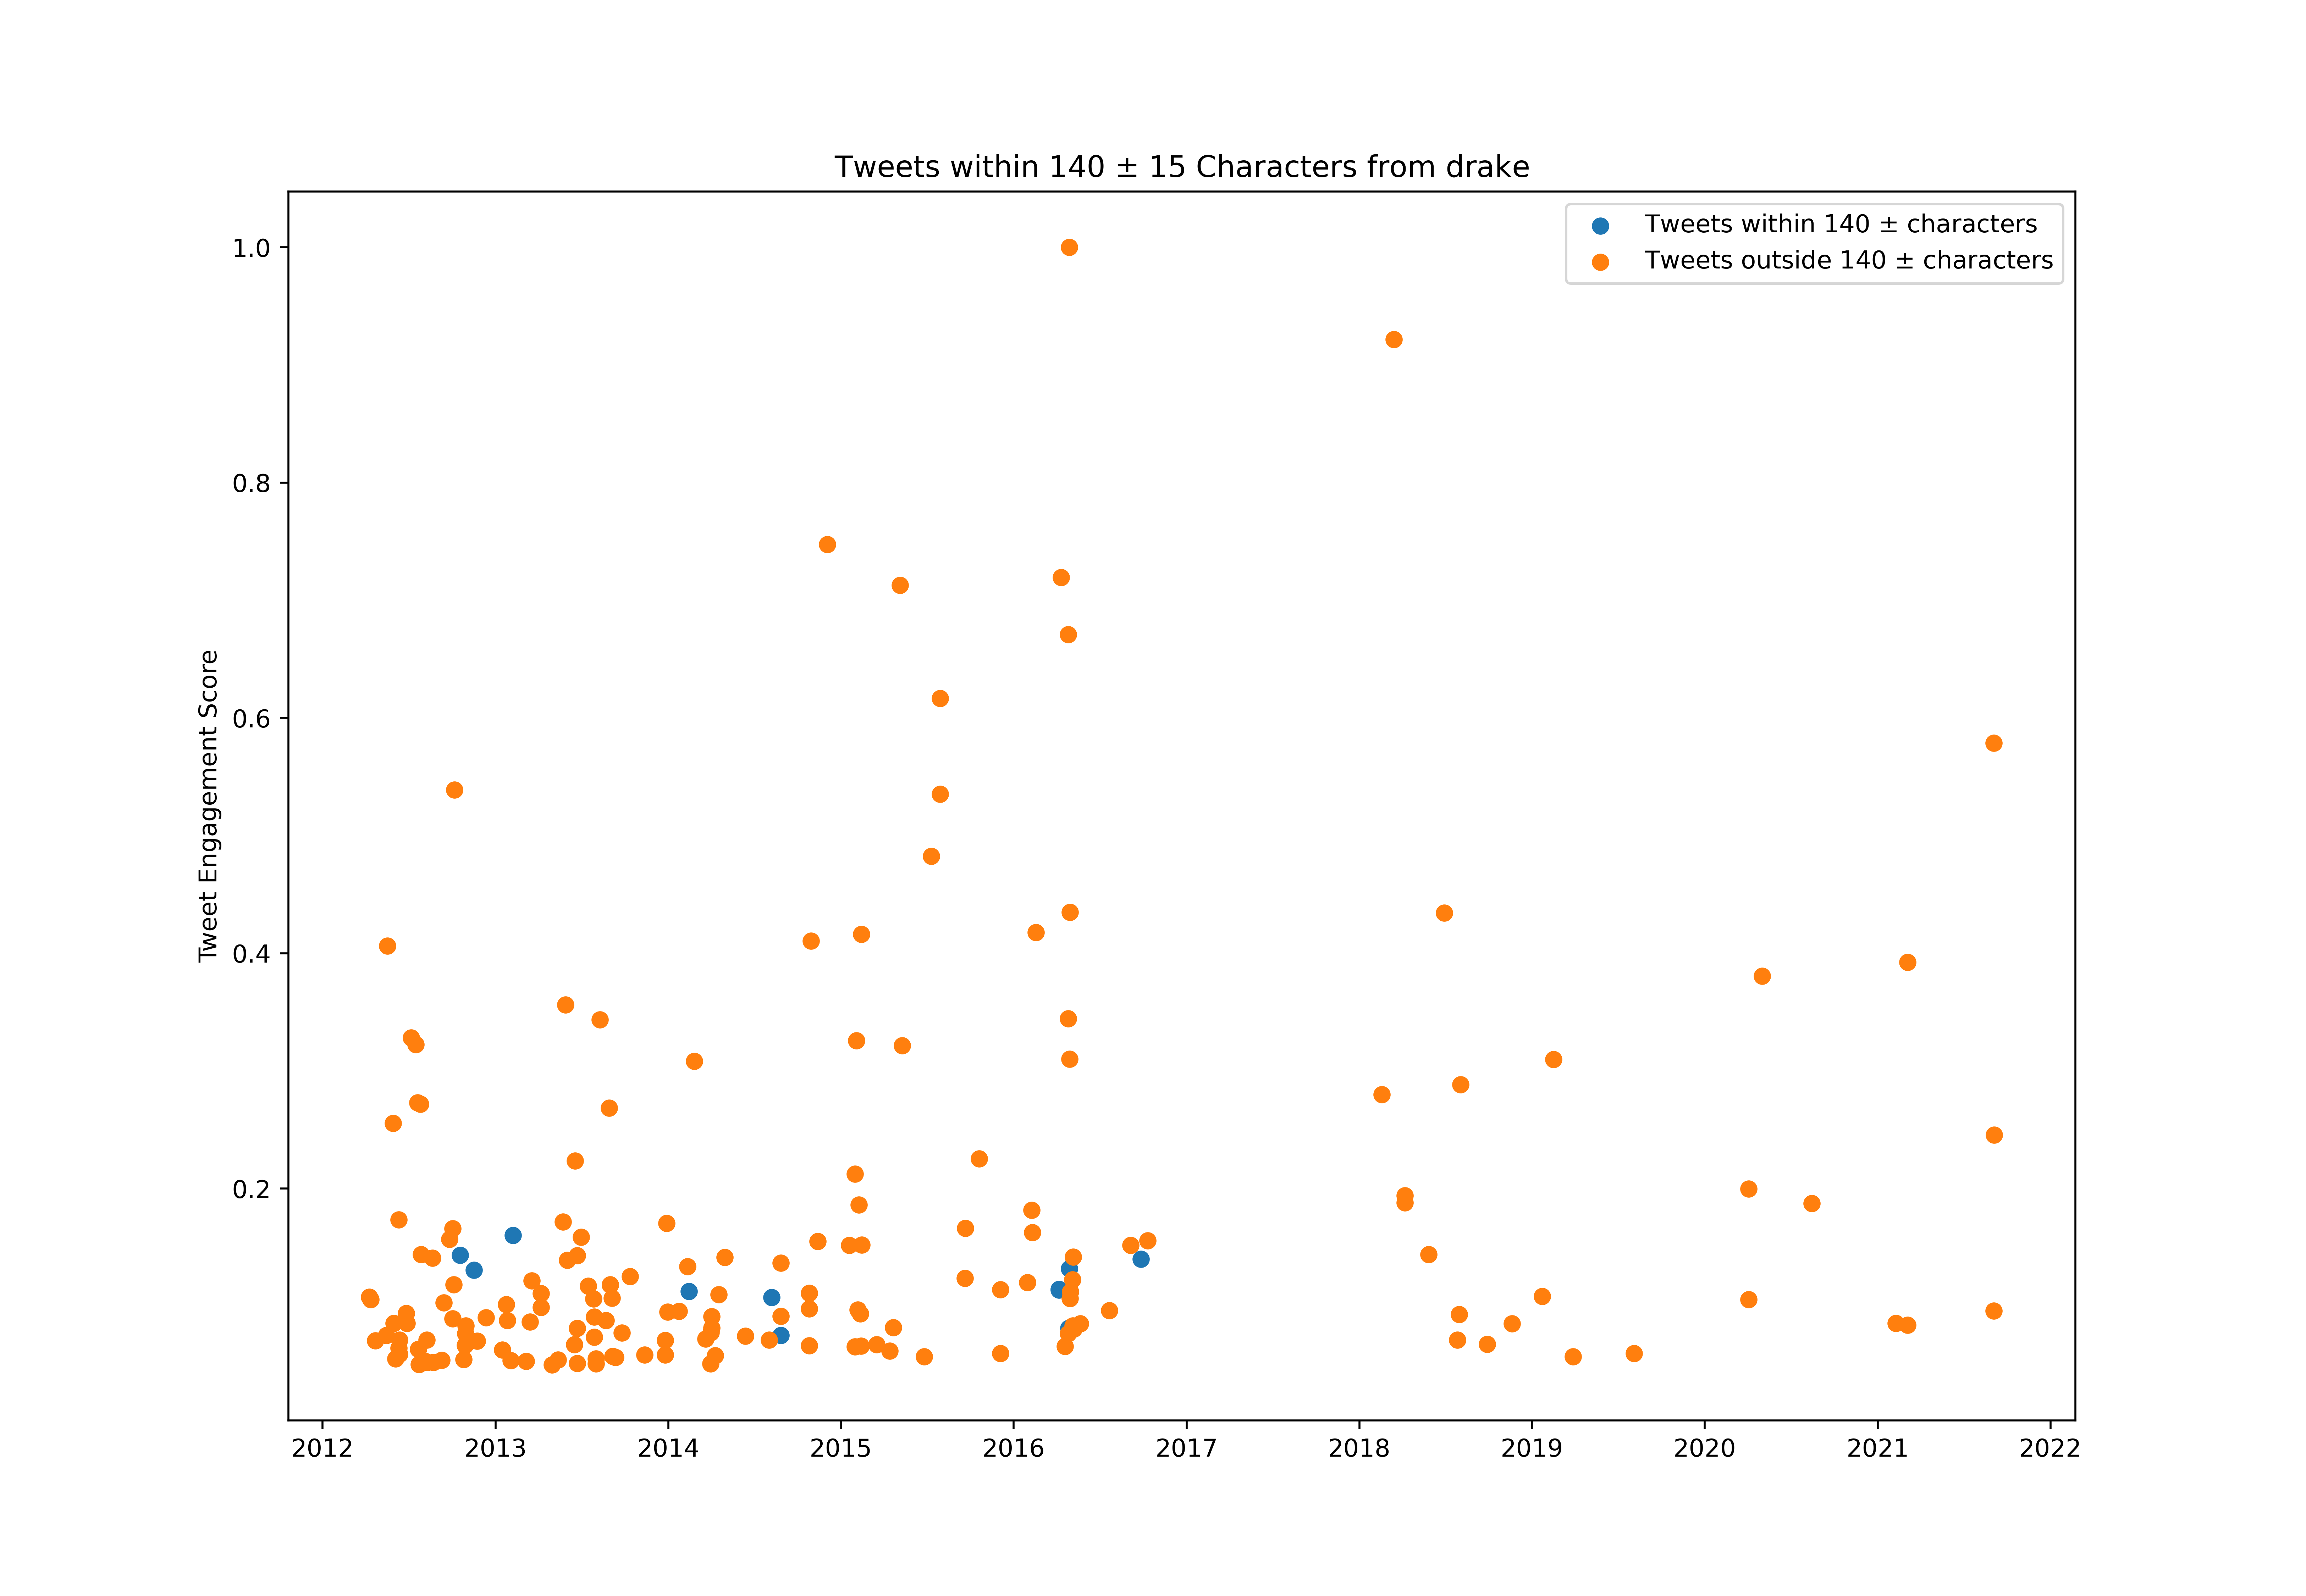 Tweets within 140 ± 15 Characters from drake
Tweets within 140 ± characters
Tweets outside 140 ± characters
Tweet Engagement Score
1.0
0.8
0.6
0.4
0.2
2012 2013 2014 2015 2016 2017 2018 2019 2020 2021 2022